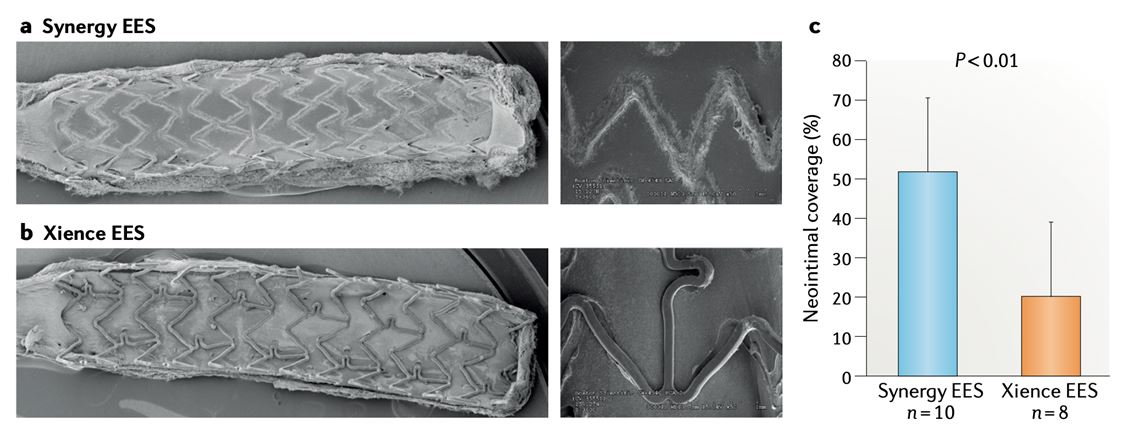 a Synergy EES
b Xience EES
c
P < 0.01
Neointimal coverage (%)
80
70
60
50
40
30
20
10
0
Synergy EES
n = 10
Xience EES
n = 8